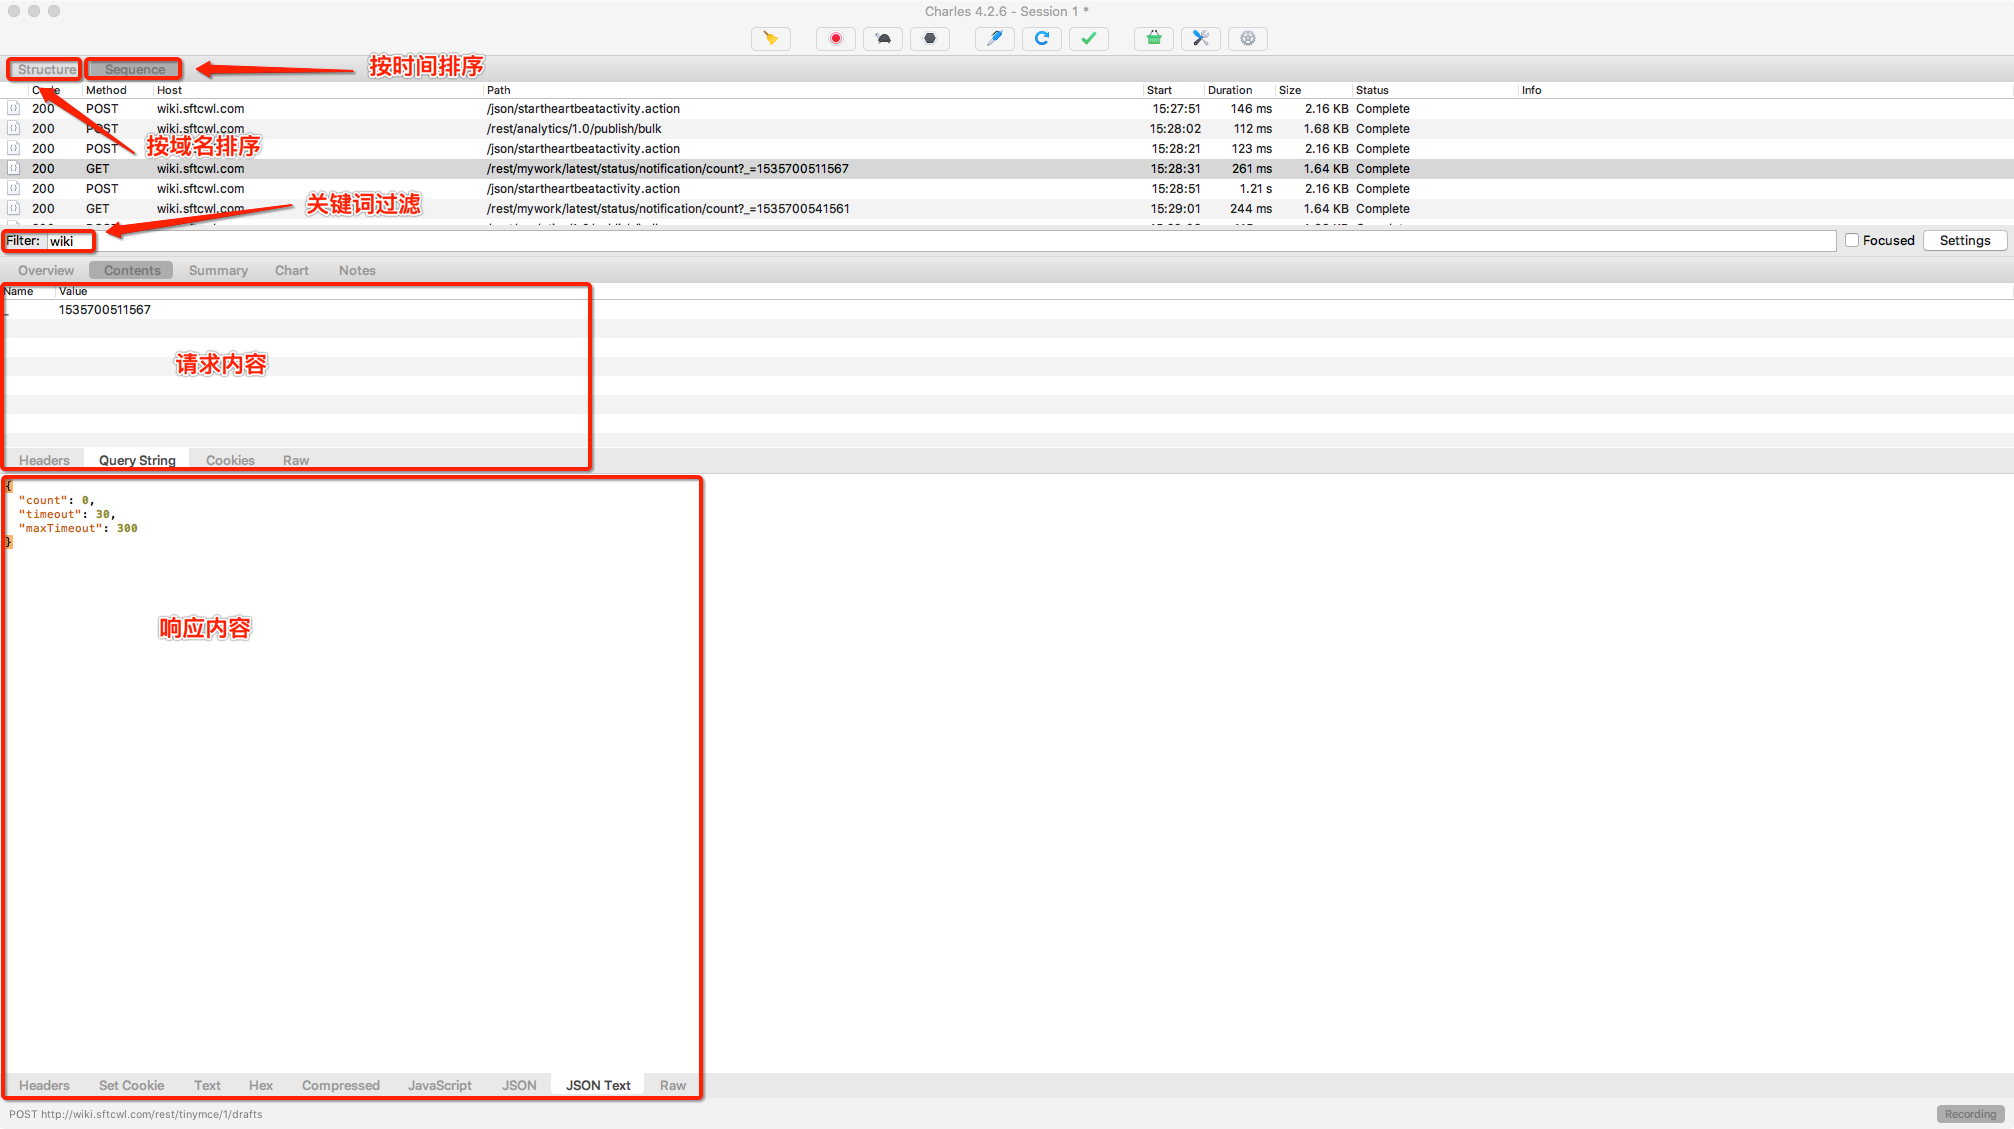 Charles 4.2.6 - Session 1 *
Structure Sequence 按时间排序
Code Method Host Path Start Duration Size Status Info
200 POST wiki.sftcwl.com /json/startheartbeatactivity.action 15:27:51 146 ms 2.16 KB Complete
200 POST wiki.sftcwl.com /rest/analytics/1.0/publish/bulk 15:28:02 112 ms 1.68 KB Complete
按域名排序
200 POST /json/startheartbeatactivity.action 15:28:21 123 ms 2.16 KB Complete
200 GET wiki.sftcwl.com /rest/mywork/latest/status/notification/count?_=1535700511567 15:28:31 261 ms 1.64 KB Complete
200 POST wiki.sftcwl.com /json/startheartbeatactivity.action 15:28:51 1.21 s 2.16 KB Complete
关键词过滤
200 GET wiki.sftcwl.com /rest/mywork/latest/status/notification/count?_=1535700541561 15:29:01 244 ms 1.64 KB Complete
Filter: wiki Focused Settings
Overview Contents Summary Chart Notes
Name Value
_ 1535700511567
请求内容
Headers Query String Cookies Raw
{
"count": 0,
"timeout": 30,
"maxTimeout": 300
}
响应内容
Headers Set Cookie Text Hex Compressed JavaScript JSON JSON Text Raw
POST http://wiki.sftcwl.com/rest/tinymce/1/drafts Recording